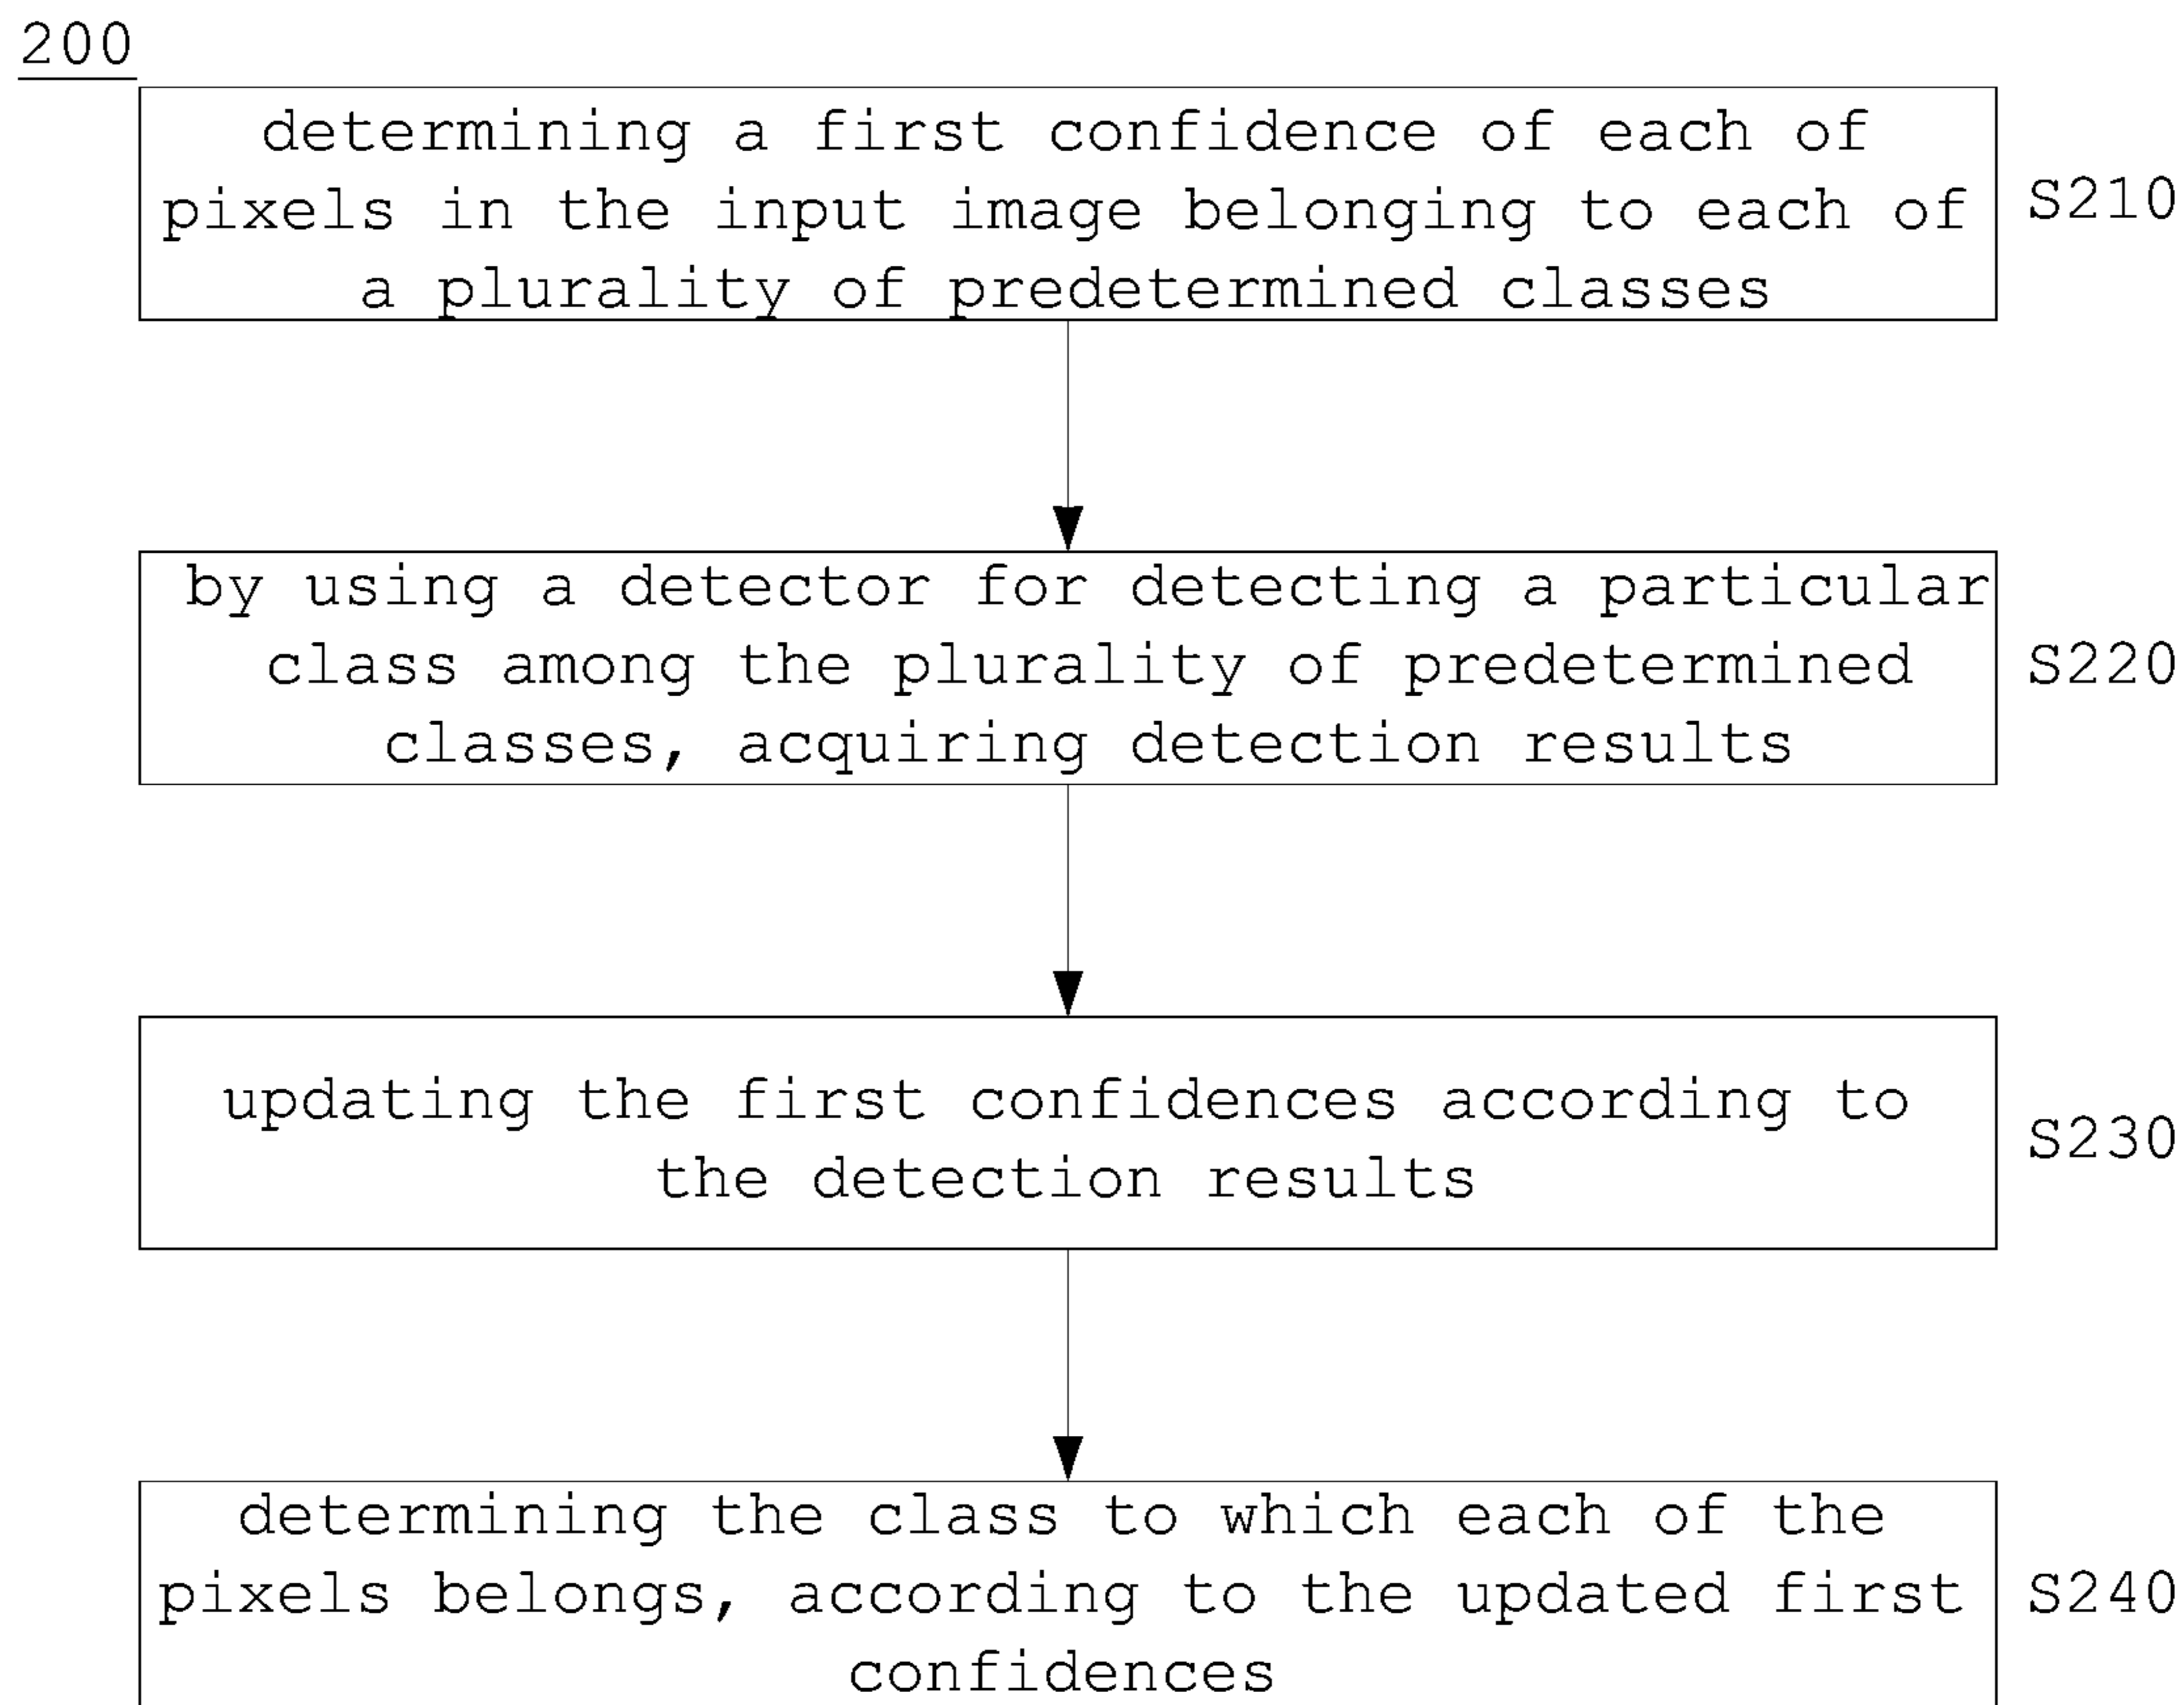 200
determining a first confidence of each of
pixels in the input image belonging to each of
a plurality of predetermined classes
S210
by using a detector for detecting a particular
class among the plurality of predetermined
classes, acquiring detection results
S220
updating the first confidences according to
the detection results
S230
determining the class to which each of the
pixels belongs, according to the updated first
confidences
S240